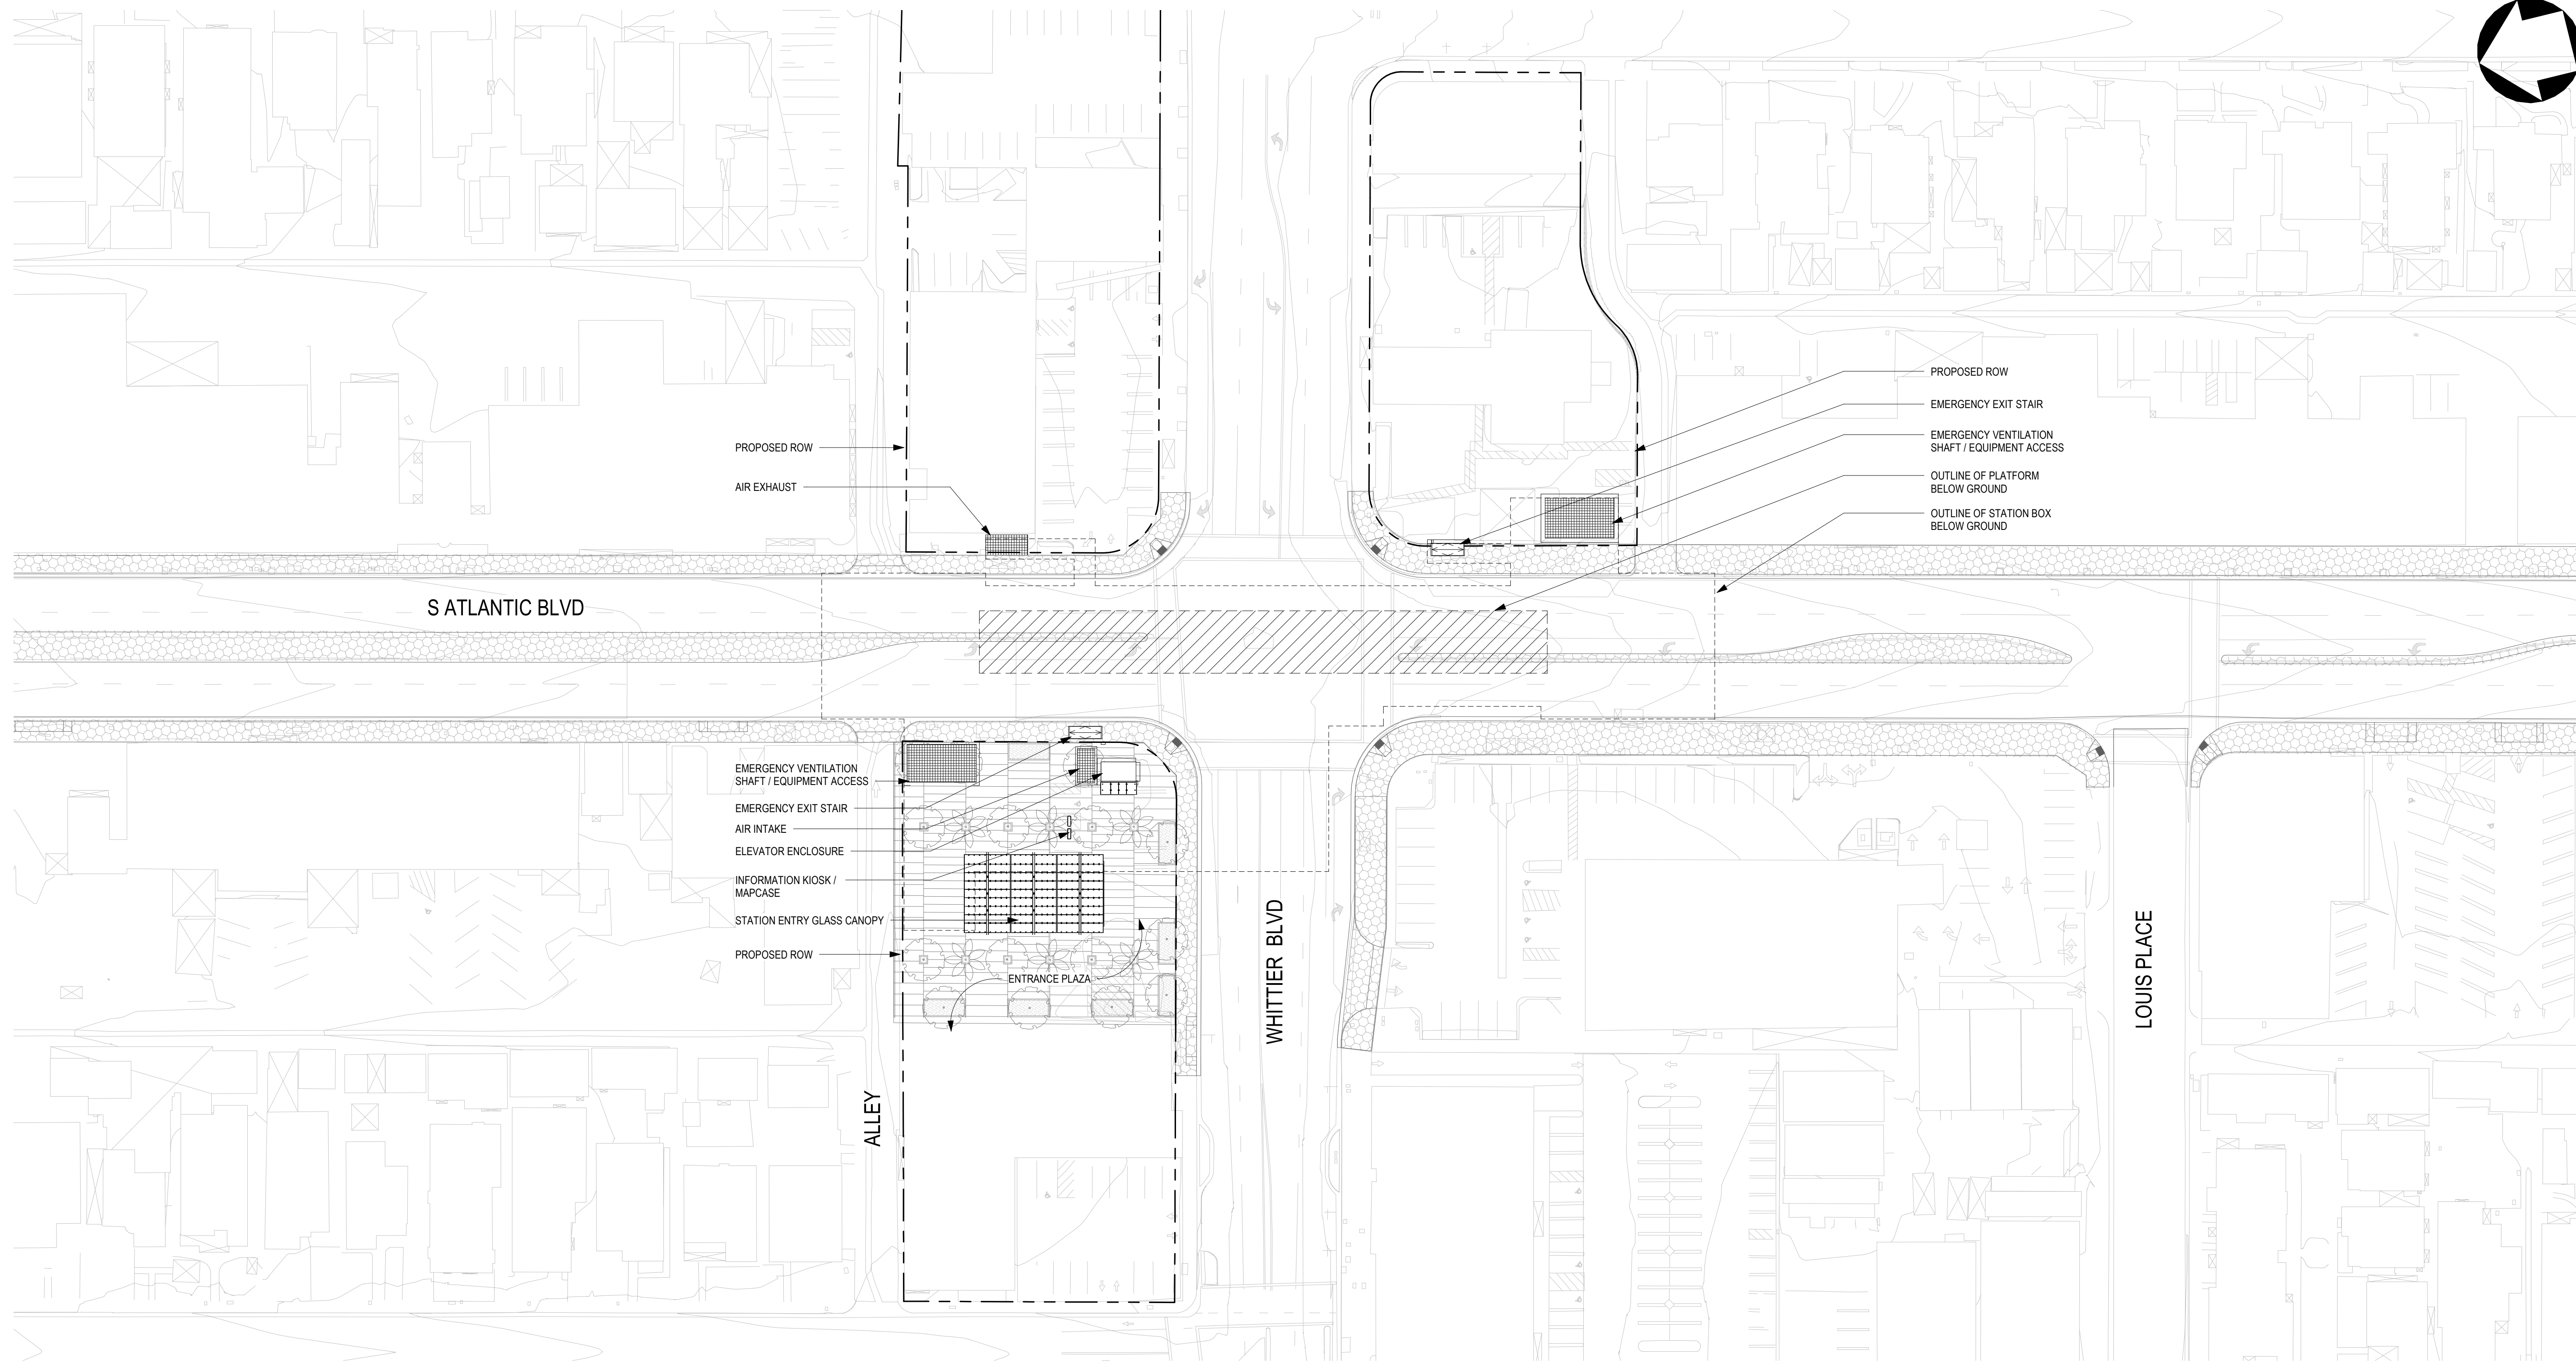 PROPOSED ROW
AIR EXHAUST
PROPOSED ROW
EMERGENCY EXIT STAIR
EMERGENCY VENTILATION
SHAFT / EQUIPMENT ACCESS
OUTLINE OF PLATFORM
BELOW GROUND
OUTLINE OF STATION BOX
BELOW GROUND
S ATLANTIC BLVD
EMERGENCY VENTILATION
SHAFT / EQUIPMENT ACCESS
EMERGENCY EXIT STAIR
AIR INTAKE
ELEVATOR ENCLOSURE
INFORMATION KIOSK /
MAPCASE
STATION ENTRY GLASS CANOPY
PROPOSED ROW
ENTRANCE PLAZA
WHITTIER BLVD
LOUIS PLACE
ALLEY